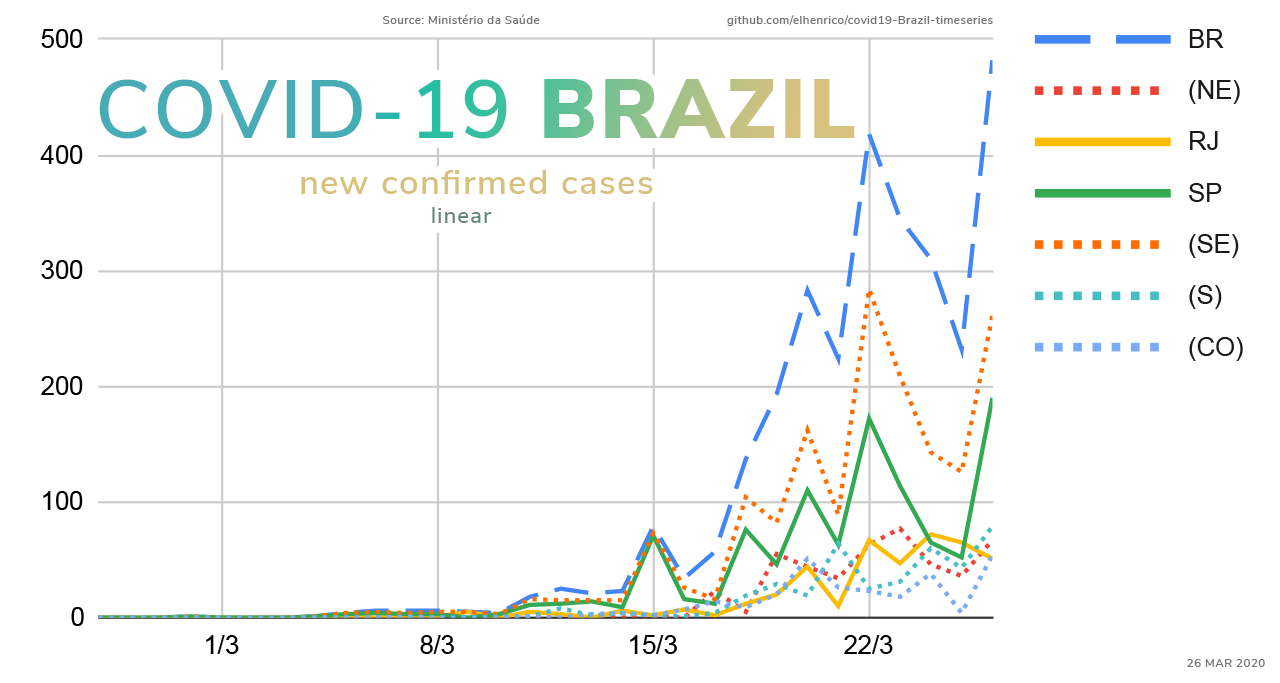 Source: Ministério da Saúde
github.com/elhenrico/covid19-Brazil-timeseries
COVID-19 BRAZIL
new confirmed cases
linear
500
400
300
200
100
0
1/3
8/3
15/3
22/3
BR
(NE)
RJ
SP
(SE)
(S)
(CO)
26 MAR 2020